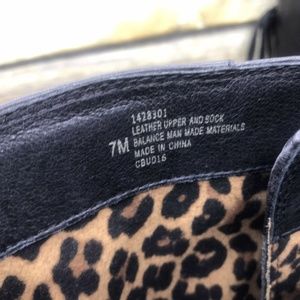 1428301
7M LEATHER UPPER AND SOCK
BALANCE MAN MADE MATERIALS
MADE IN CHINA
CBUD16